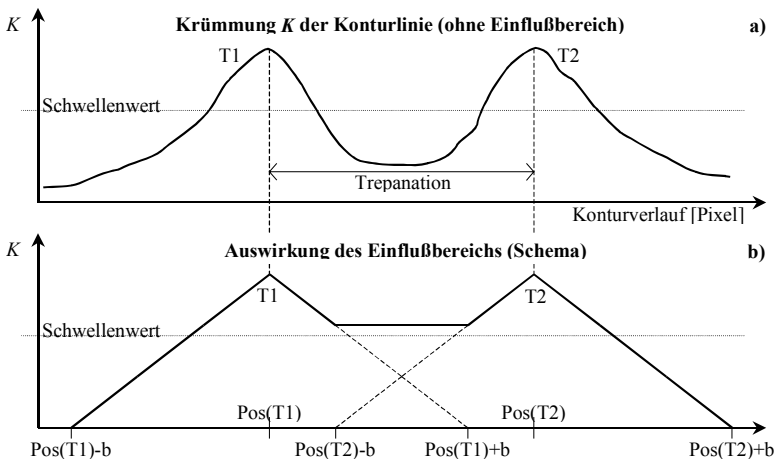 K
Krümmung K der Konturlinie (ohne Einflußbereich)
a)
T1
T2
Schwellenwert
Trepanation
Konturverlauf [Pixel]
K
Auswirkung des Einflußbereichs (Schema)
b)
T1
T2
Schwellenwert
Pos(T1)
Pos(T2)
Pos(T1)-b
Pos(T2)-b
Pos(T1)+b
Pos(T2)+b